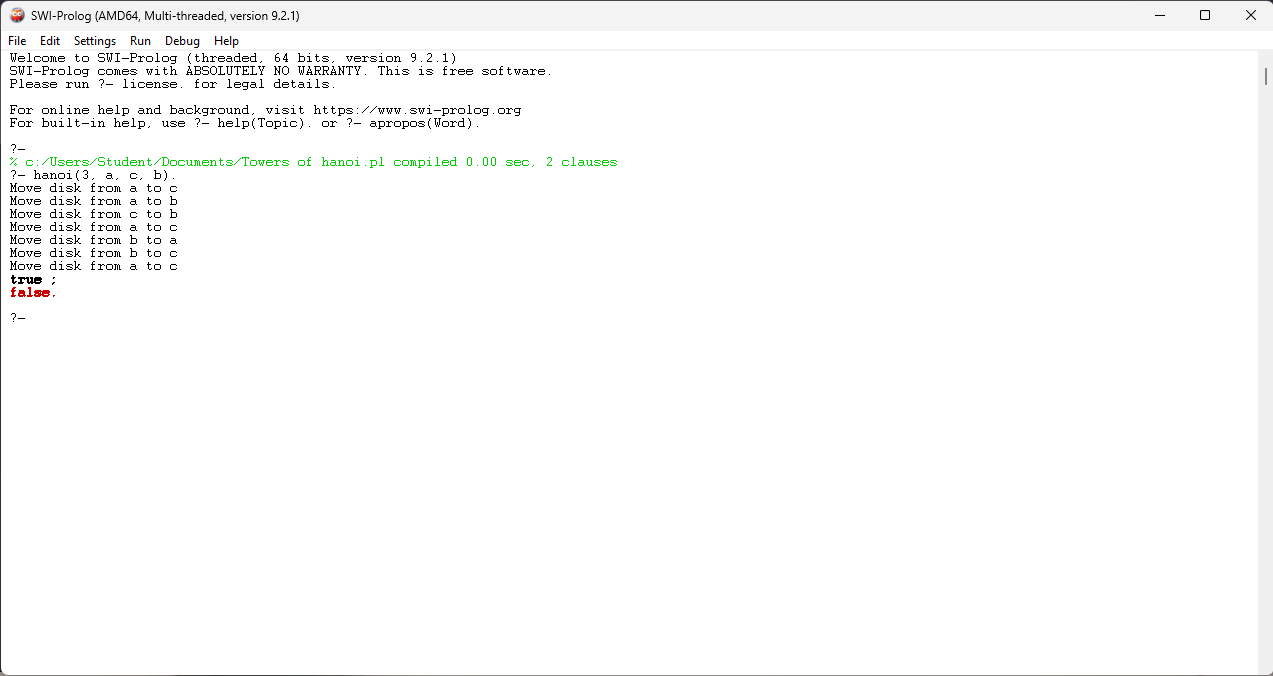 SWI-Prolog (AMD64, Multi-threaded, version 9.2.1)
File Edit Settings Run Debug Help
Welcome to SWI-Prolog (threaded, 64 bits, version 9.2.1)
SWI-Prolog comes with ABSOLUTELY NO WARRANTY. This is free software.
Please run ?- license. for legal details.
For online help and background, visit https://www.swi-prolog.org
For built-in help, use ?- help(Topic). or ?- apropos(Word).
?-
% c:/Users/Student/Documents/Towers of hanoi.pl compiled 0.00 sec, 2 clauses
?- hanoi(3, a, c, b).
Move disk from a to c
Move disk from a to b
Move disk from c to b
Move disk from a to c
Move disk from b to a
Move disk from b to c
Move disk from a to c
true ;
false.
?-